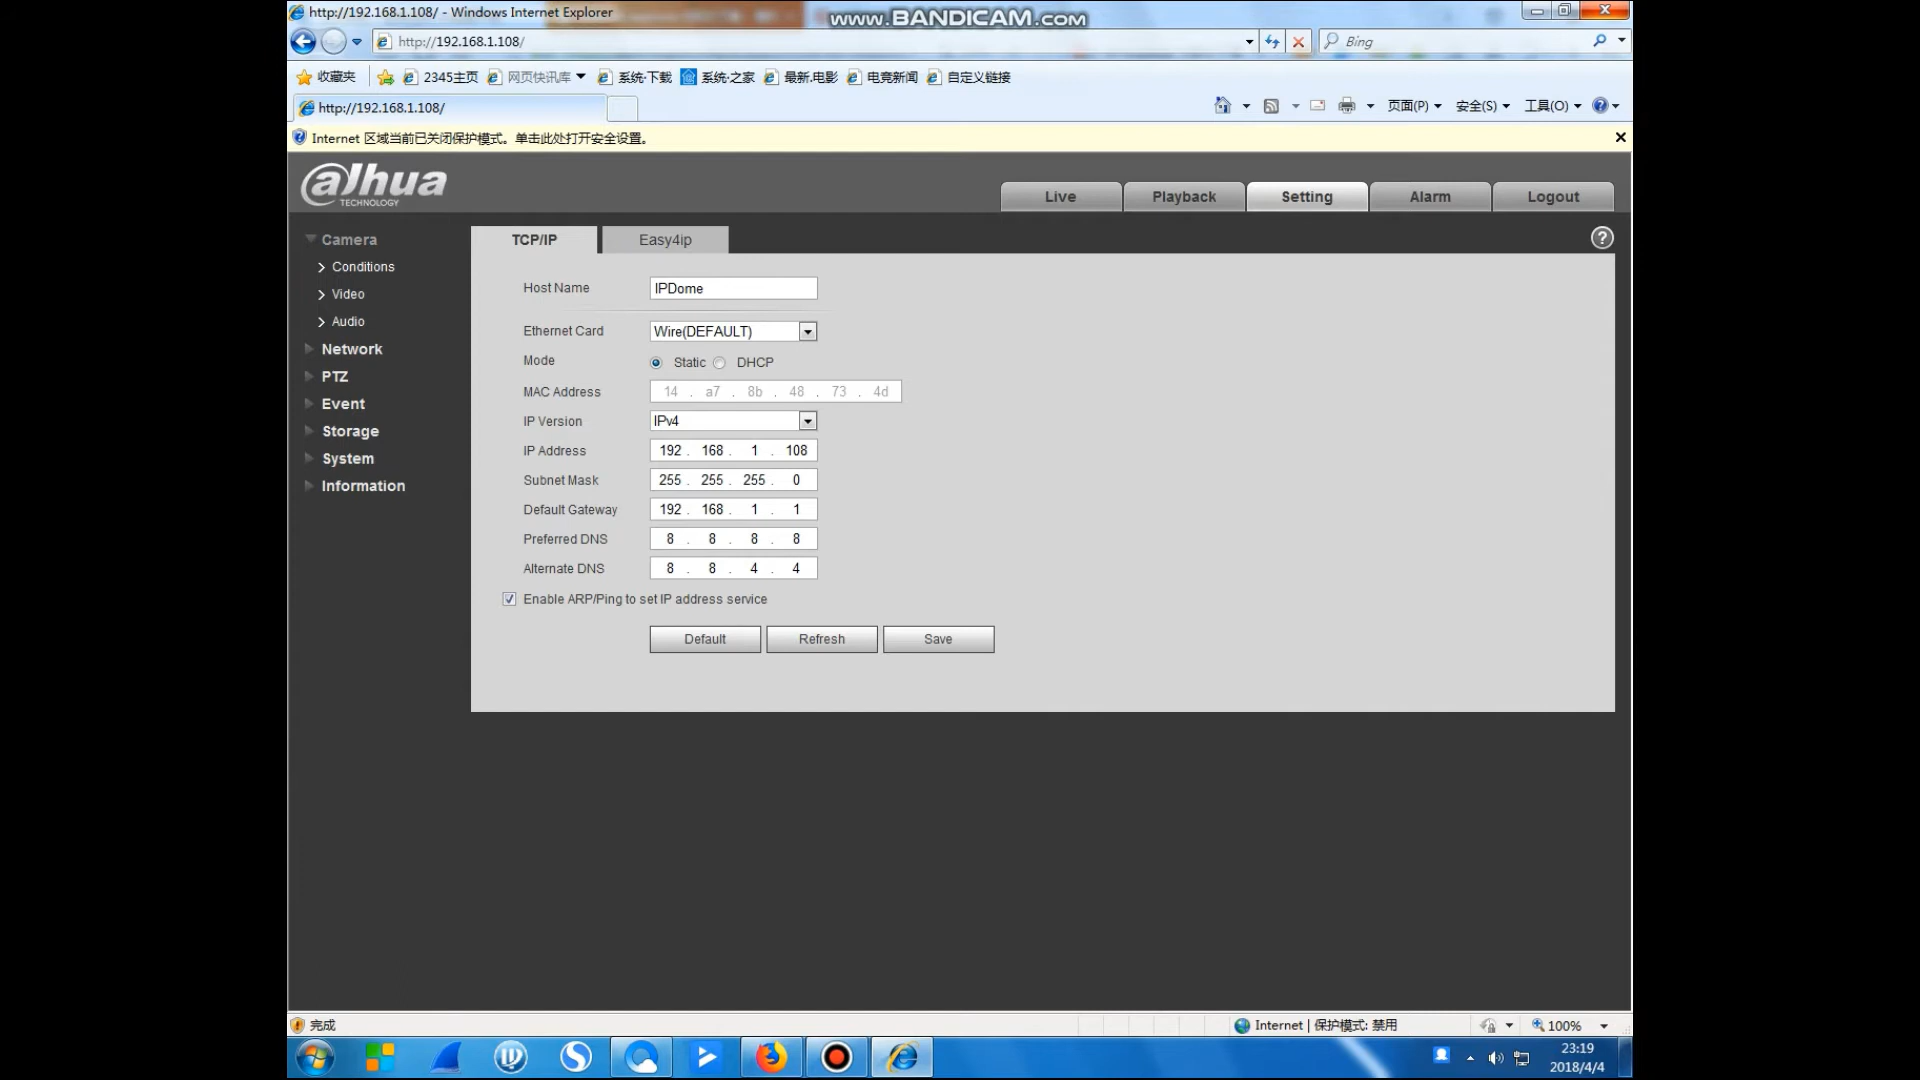 http://192.168.1.108/ - Windows Internet Explorer
www.BANDICAM.com
http://192.168.1.108/
Bing
收藏夹 2345主页 网页快讯库 系统·下载 系统·之家 最新.电影 电竞新闻 自定义链接
http://192.168.1.108/
页面(P) 安全(S) 工具(O)
Internet 区域当前已关闭保护模式。单击此处打开安全设置。
alhua
TECHNOLOGY
Live Playback Setting Alarm Logout
Camera
Conditions
Video
Audio
Network
PTZ
Event
Storage
System
Information
TCP/IP Easy4ip
Host Name IPDome
Ethernet Card Wire(DEFAULT)
Mode Static DHCP
MAC Address 14 . a7 . 8b . 48 . 73 . 4d
IP Version IPv4
IP Address 192 . 168 . 1 . 108
Subnet Mask 255 . 255 . 255 . 0
Default Gateway 192 . 168 . 1 . 1
Preferred DNS 8 . 8 . 8 . 8
Alternate DNS 8 . 8 . 4 . 4
Enable ARP/Ping to set IP address service
Default Refresh Save
完成
Internet | 保护模式: 禁用
100%
23:19
2018/4/4